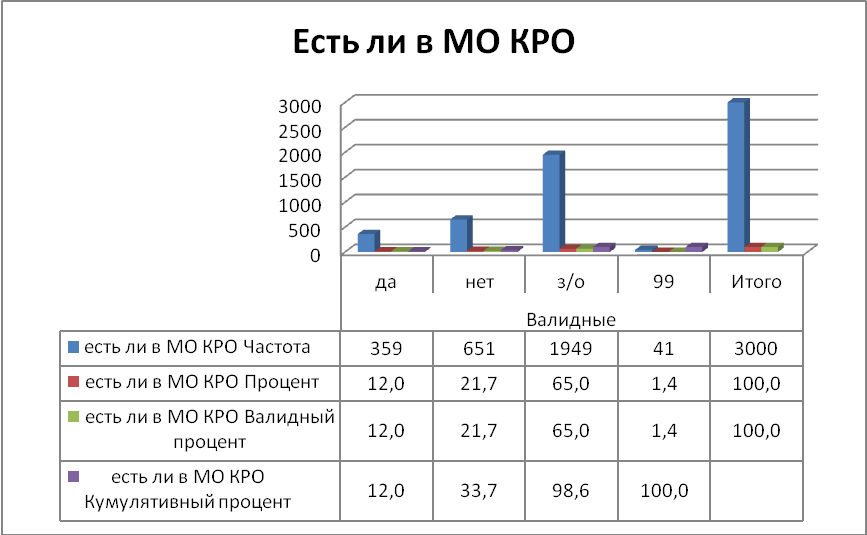 Есть ли в МО КРО
3000
2500
2000
1500
1000
500
0
да нет з/о 99 Итого
Валидные
есть ли в МО КРО Частота 359 651 1949 41 3000
есть ли в МО КРО Процент 12,0 21,7 65,0 1,4 100,0
есть ли в МО КРО Валидный
процент 12,0 21,7 65,0 1,4 100,0
есть ли в МО КРО
Кумулятивный процент 12,0 33,7 98,6 100,0